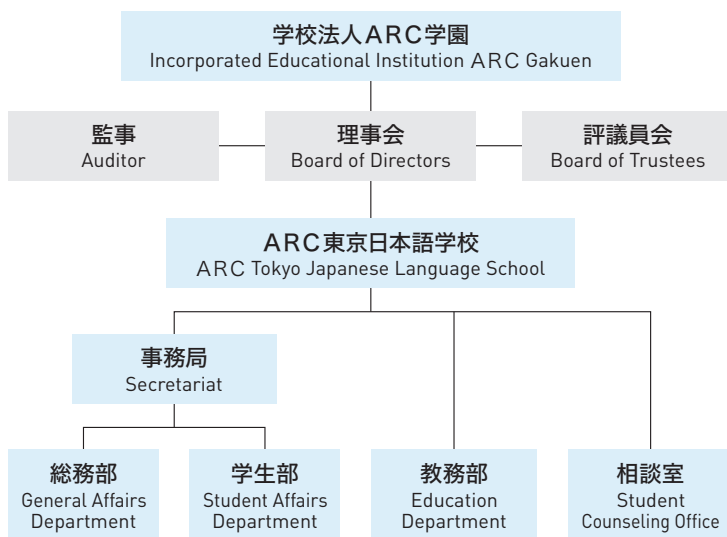 学校法人ARC学園
Incorporated Educational Institution ARC Gakuen
監事
Auditor
理事会
Board of Directors
評議員会
Board of Trustees
ARC東京日本語学校
ARC Tokyo Japanese Language School
事務局
Secretariat
総務部
General Affairs
Department
学生部
Student Affairs
Department
教務部
Education
Department
相談室
Student
Counseling Office